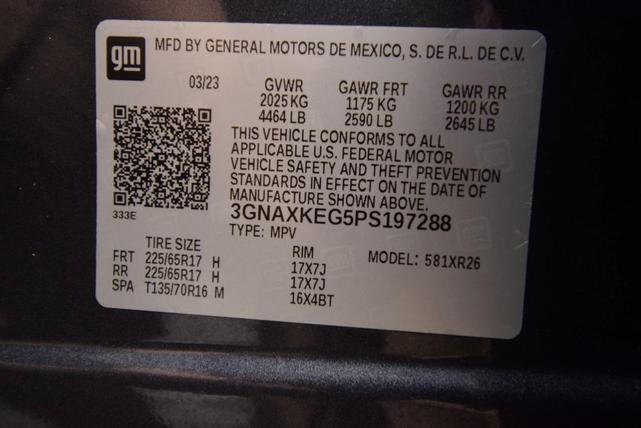 gm
MFD BY GENERAL MOTORS DE MEXICO, S. DE R.L. DE C.V.
03/23 GVWR GAWR FRT GAWR RR
2025 KG 1175 KG 1200 KG
4464 LB 2590 LB 2645 LB
THIS VEHICLE CONFORMS TO ALL
APPLICABLE U.S. FEDERAL MOTOR
VEHICLE SAFETY AND THEFT PREVENTION
STANDARDS IN EFFECT ON THE DATE OF
MANUFACTURE SHOWN ABOVE.
333E 3GNAXKEG5PS197288
TYPE: MPV
TIRE SIZE RIM MODEL: 581XR26
FRT 225/65R17 H 17X7J
RR 225/65R17 H 17X7J
SPA T135/70R16 M 16X4BT